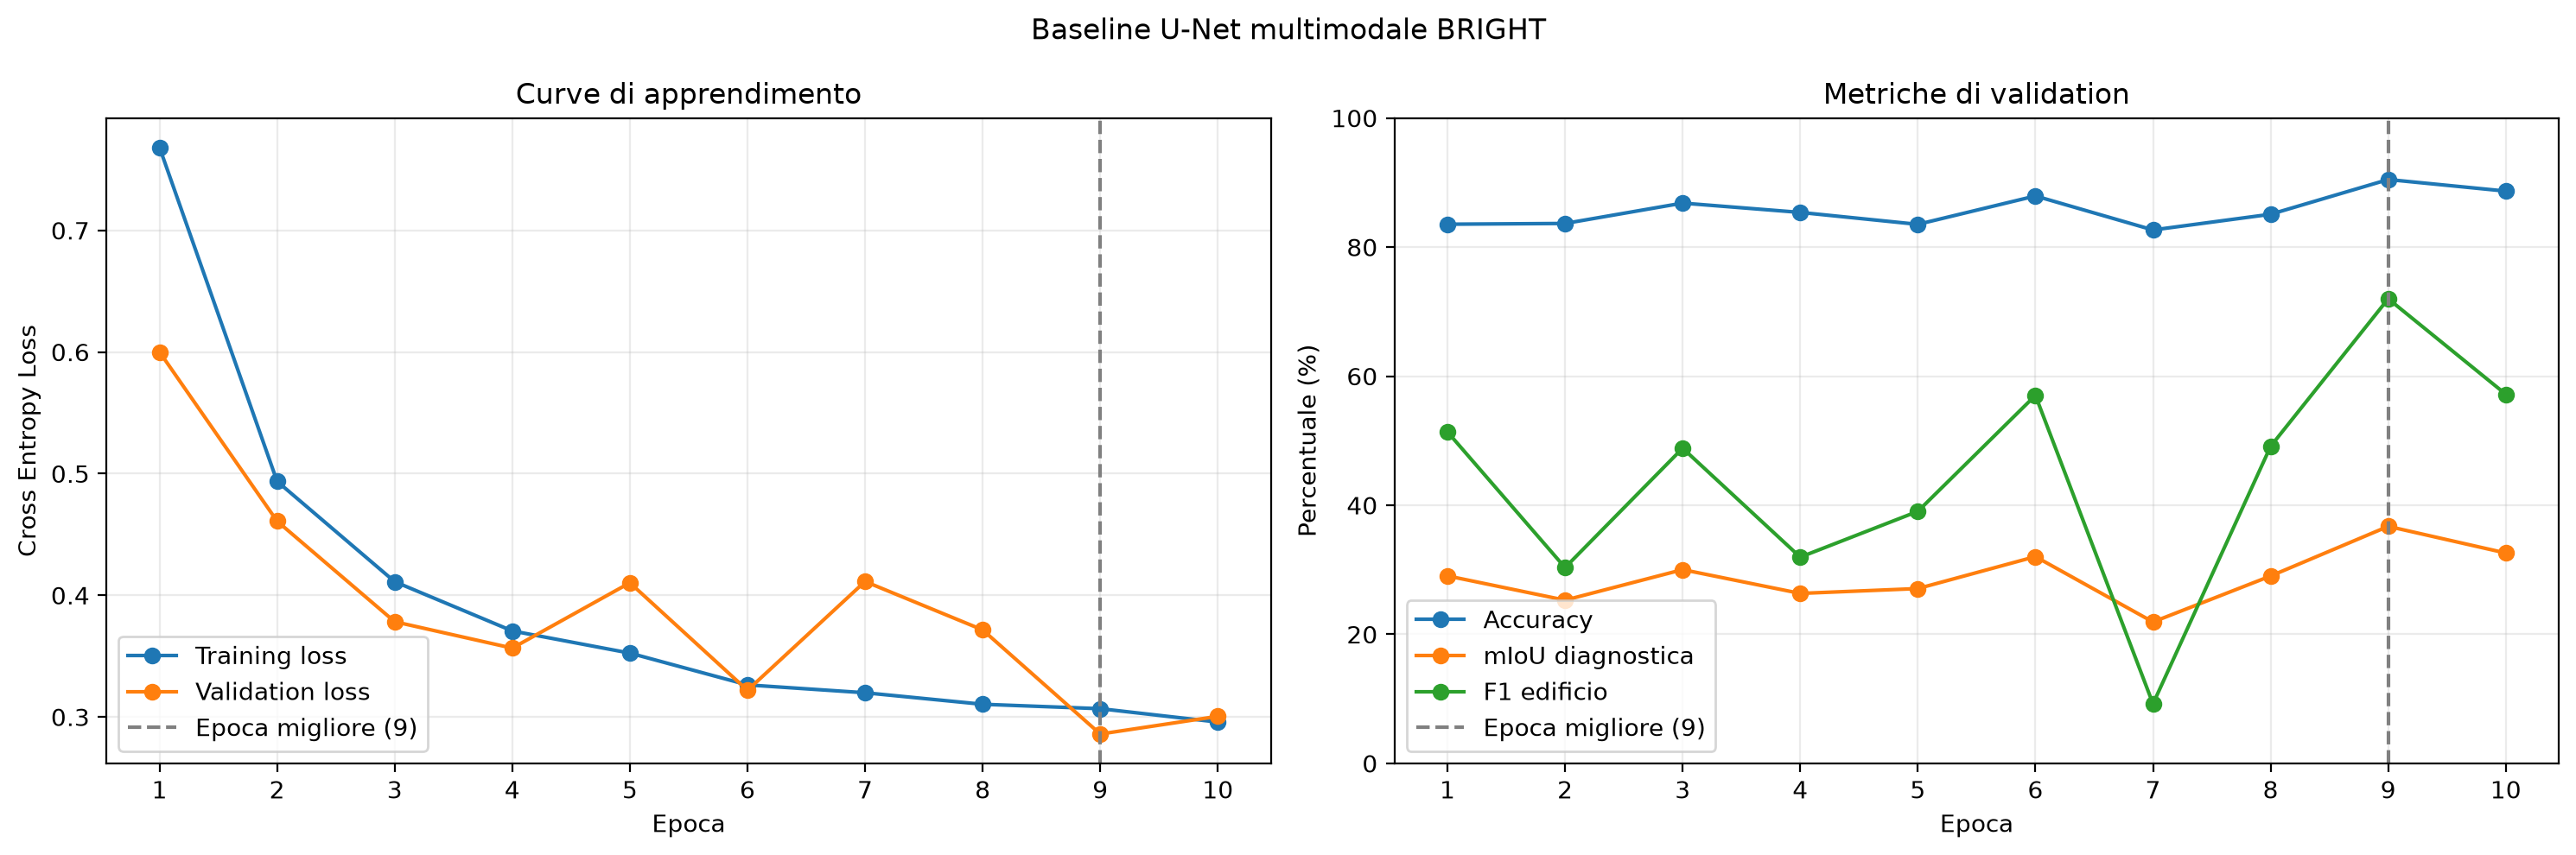 Baseline U-Net multimodale BRIGHT
Curve di apprendimento
Cross Entropy Loss
0.7
0.6
0.5
0.4
0.3
Training loss
Validation loss
Epoca migliore (9)
1 2 3 4 5 6 7 8 9 10
Epoca
Metriche di validation
Percentuale (%)
100
80
60
40
20
0
Accuracy
mIoU diagnostica
F1 edificio
Epoca migliore (9)
1 2 3 4 5 6 7 8 9 10
Epoca